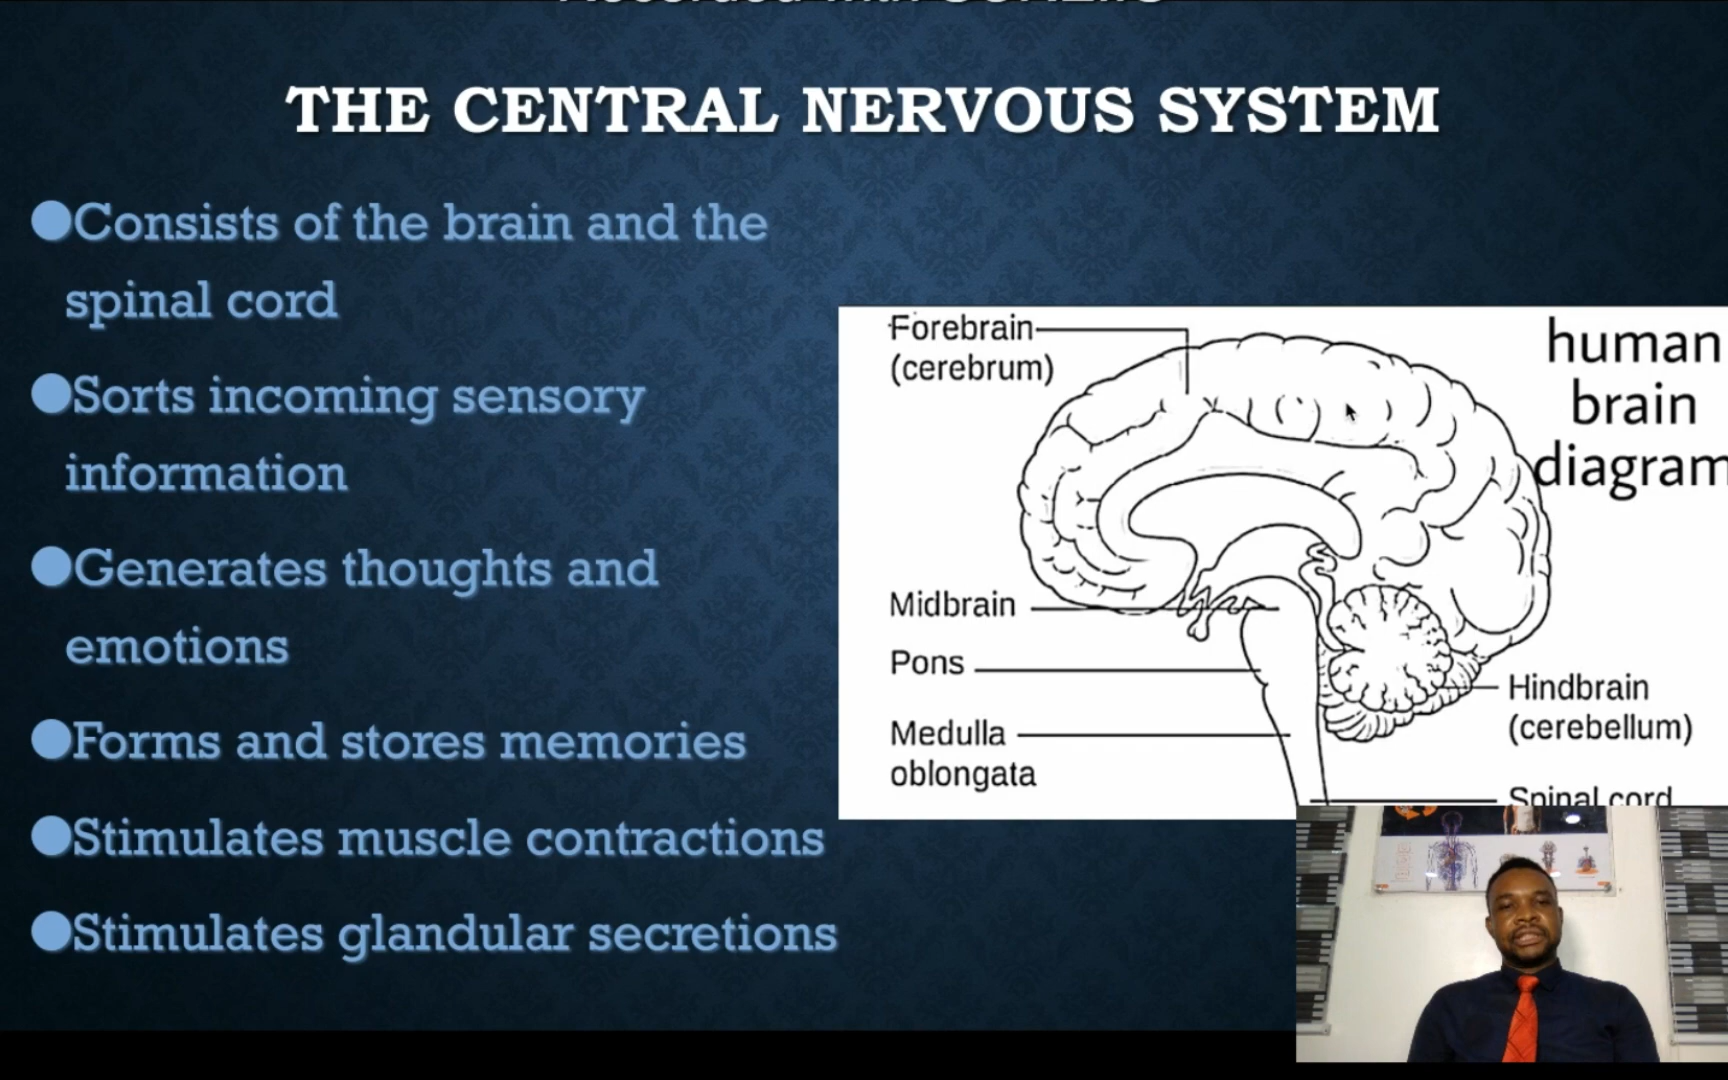 THE CENTRAL NERVOUS SYSTEM
Consists of the brain and the
spinal cord
Sorts incoming sensory
information
Generates thoughts and
emotions
Forms and stores memories
Stimulates muscle contractions
Stimulates glandular secretions
Forebrain
(cerebrum)
human
brain
diagram
Midbrain
Pons
Medulla
oblongata
Hindbrain
(cerebellum)
Spinal cord